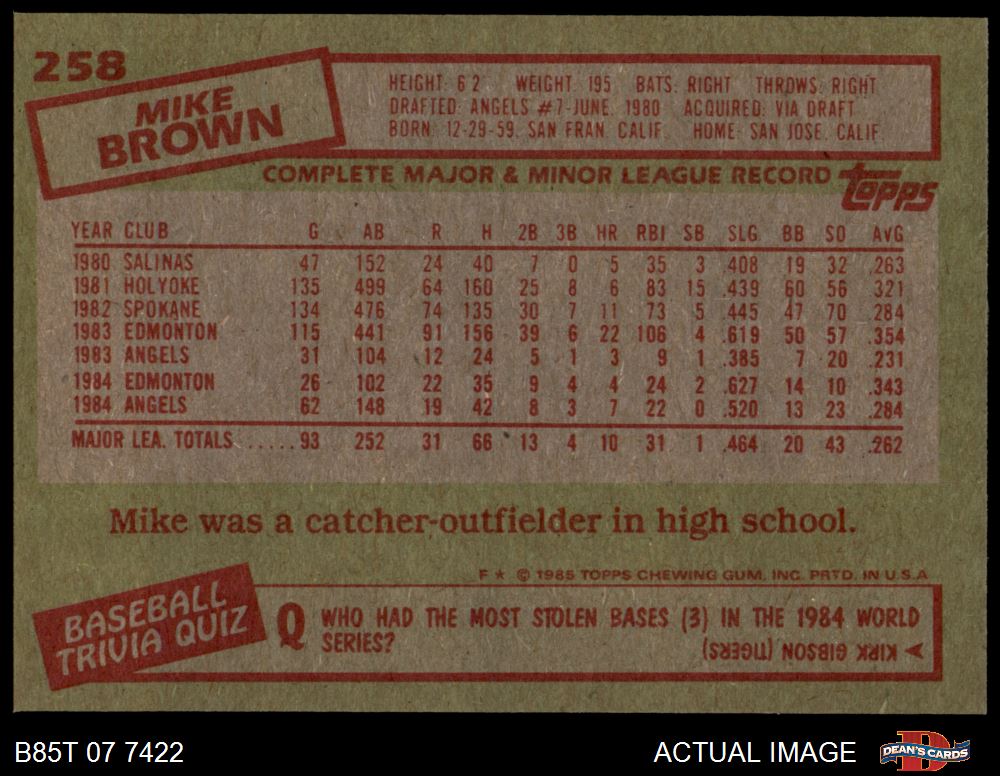 258
MIKE
BROWN
HEIGHT: 6'2" WEIGHT: 195 BATS: RIGHT THROWS: RIGHT
DRAFTED: ANGELS #7-JUNE, 1980 ACQUIRED: VIA DRAFT
BORN: 12-29-59, SAN FRAN, CALIF. HOME: SAN JOSE, CALIF.
COMPLETE MAJOR & MINOR LEAGUE RECORD topps
YEAR CLUB G AB R H 2B 3B HR RBI SB SLG BB SO AVG
1980 SALINAS 47 152 24 40 7 0 5 35 3 .408 19 32 .263
1981 HOLYOKE 135 499 64 160 25 8 6 83 15 .439 60 56 .321
1982 SPOKANE 134 476 74 135 30 7 11 73 5 .445 47 70 .284
1983 EDMONTON 115 441 91 156 39 6 22 106 4 .619 50 57 .354
1983 ANGELS 31 104 12 24 5 1 3 9 1 .385 7 20 .231
1984 EDMONTON 26 102 22 35 9 4 4 24 2 .627 14 10 .343
1984 ANGELS 62 148 19 42 8 3 7 22 0 .520 13 23 .284
MAJOR LEA. TOTALS ..... 93 252 31 66 13 4 10 31 1 .464 20 43 .262
Mike was a catcher-outfielder in high school.
F ★ © 1985 TOPPS CHEWING GUM, INC. PRTD. IN U.S.A.
BASEBALL
TRIVIA QUIZ
Q WHO HAD THE MOST STOLEN BASES (3) IN THE 1984 WORLD
SERIES?
KIRK GIBSON (TIGERS)
B85T 07 7422
ACTUAL IMAGE
D
DEAN'S CARDS